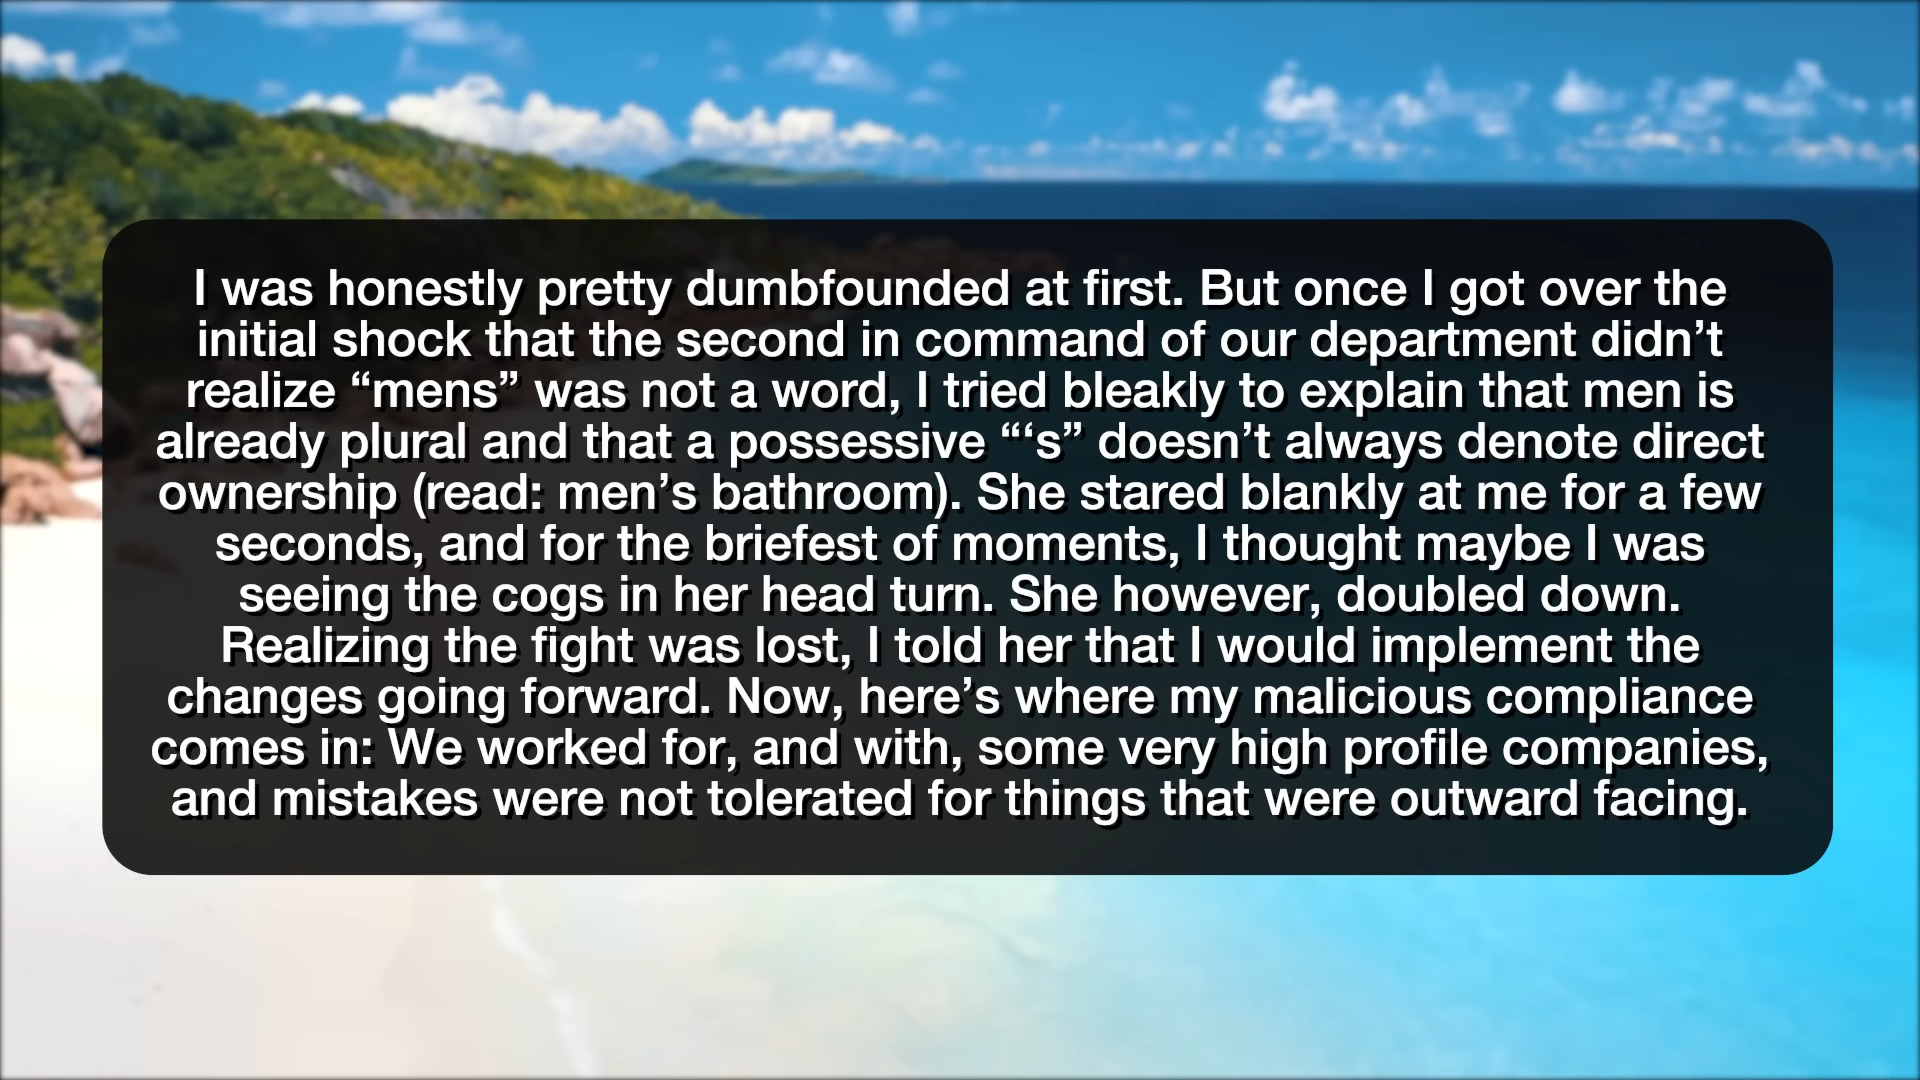 I was honestly pretty dumbfounded at first. But once I got over the
initial shock that the second in command of our department didn’t
realize “mens” was not a word, I tried bleakly to explain that men is
already plural and that a possessive “‘s” doesn’t always denote direct
ownership (read: men’s bathroom). She stared blankly at me for a few
seconds, and for the briefest of moments, I thought maybe I was
seeing the cogs in her head turn. She however, doubled down.
Realizing the fight was lost, I told her that I would implement the
changes going forward. Now, here’s where my malicious compliance
comes in: We worked for, and with, some very high profile companies,
and mistakes were not tolerated for things that were outward facing.